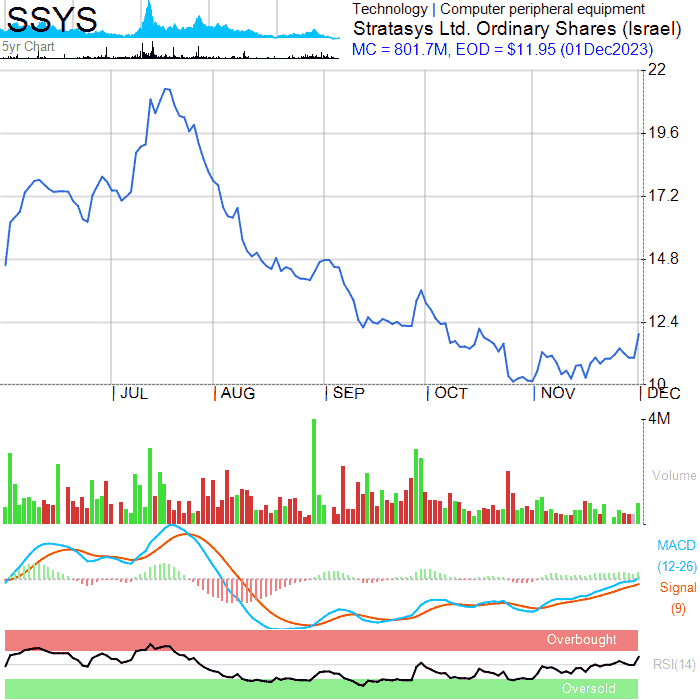 SSYS
Technology | Computer peripheral equipment
Stratasys Ltd. Ordinary Shares (Israel)
MC = 801.7M, EOD = $11.95 (01Dec2023)
5yr Chart
22
19.6
17.2
14.8
12.4
10
|JUL |AUG |SEP |OCT |NOV |DEC
4M
Volume
MACD
(12-26)
Signal
(9)
Overbought
RSI(14)
Oversold